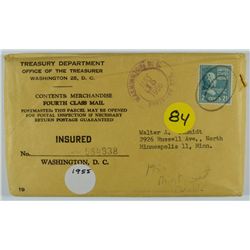 TREASURY DEPARTMENT
OFFICE OF THE TREASURER
WASHINGTON 25, D. C.
CONTENTS: MERCHANDISE
FOURTH CLASS MAIL
POSTMASTER: THIS PARCEL MAY BE OPENED
FOR POSTAL INSPECTION IF NECESSARY
RETURN POSTAGE GUARANTEED
INSURED
No.
WASHINGTON, D. C.
1955
19
84
Walter A.
3926 Russell Ave., North
Minneapolis 11, Minn.